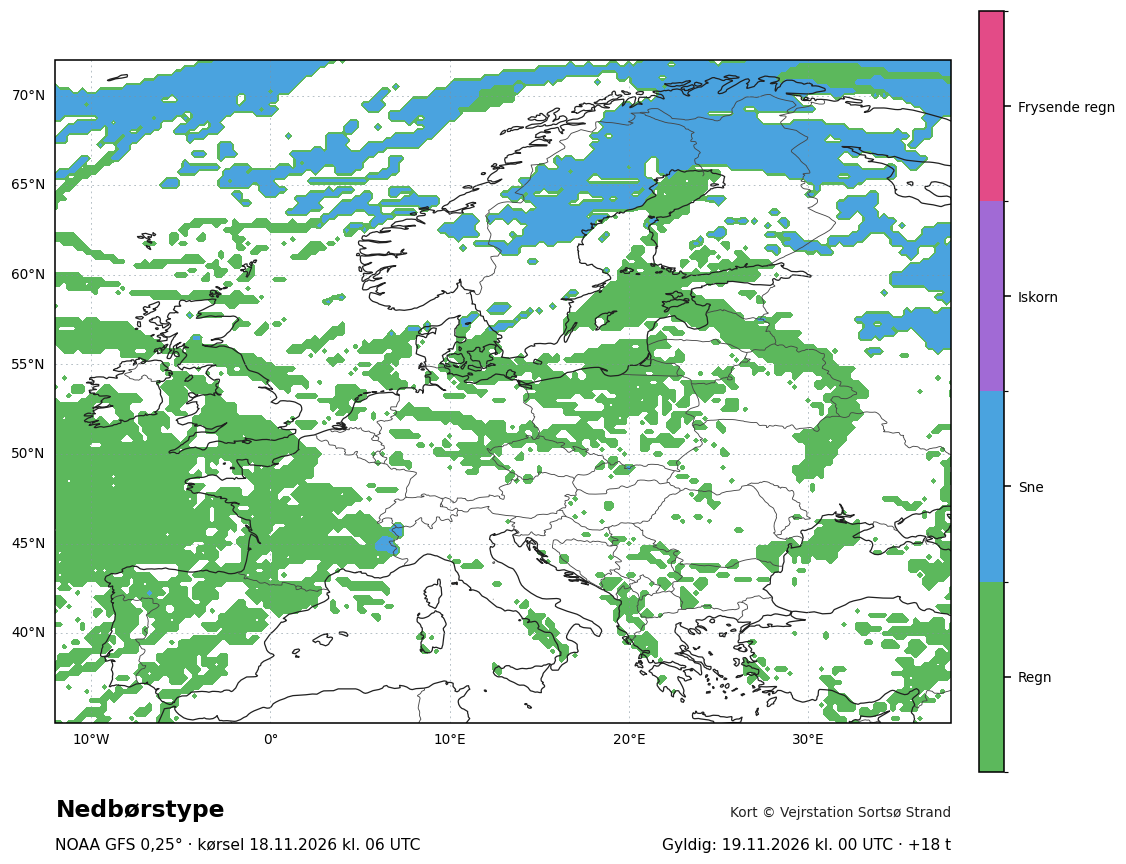 70°N
65°N
60°N
55°N
50°N
45°N
40°N
10°W
0°
10°E
20°E
30°E
Frysende regn
Iskorn
Sne
Regn
Nedbørstype
Kort © Vejrstation Sortsø Strand
NOAA GFS 0,25° · kørsel 18.11.2026 kl. 06 UTC
Gyldig: 19.11.2026 kl. 00 UTC · +18 t